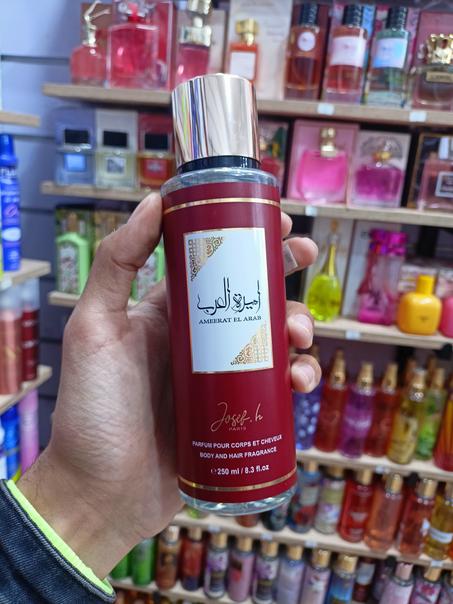 اميرة العرب
AMEERAT EL ARAB
Josef.h
PARIS
PARFUM POUR CORPS ET CHEVEUX
BODY AND HAIR FRAGRANCE
℮ 250 ml / 8.3 fl.oz